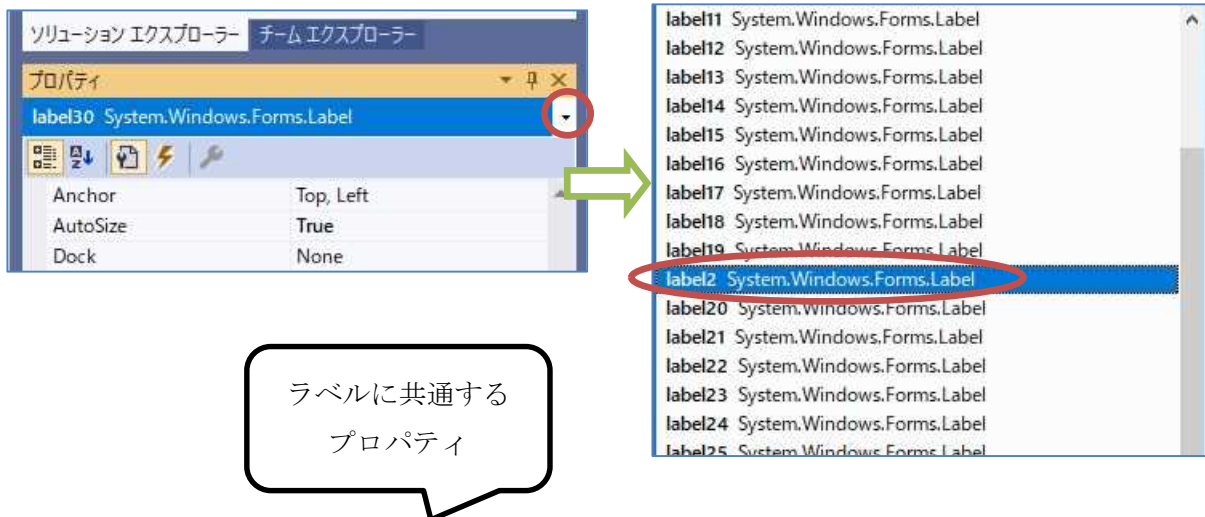 ソリューション エクスプローラー チーム エクスプローラー
プロパティ
label30 System.Windows.Forms.Label
Anchor Top, Left
AutoSize True
Dock None
label11 System.Windows.Forms.Label
label12 System.Windows.Forms.Label
label13 System.Windows.Forms.Label
label14 System.Windows.Forms.Label
label15 System.Windows.Forms.Label
label16 System.Windows.Forms.Label
label17 System.Windows.Forms.Label
label18 System.Windows.Forms.Label
label19 System.Windows.Forms.Label
label2 System.Windows.Forms.Label
label20 System.Windows.Forms.Label
label21 System.Windows.Forms.Label
label22 System.Windows.Forms.Label
label23 System.Windows.Forms.Label
label24 System.Windows.Forms.Label
label25 System.Windows.Forms.Label
ラベルに共通する
プロパティ